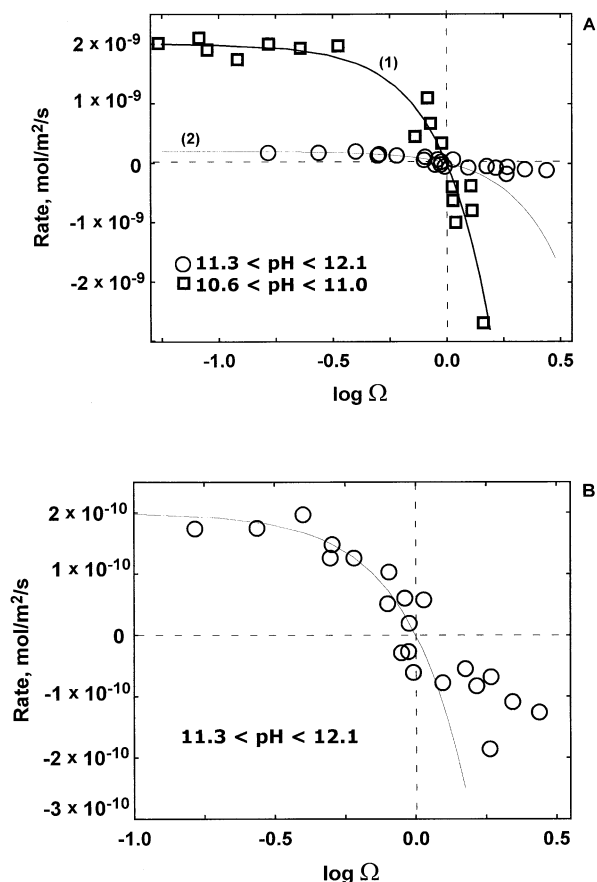 A
2 × 10⁻⁹
1 × 10⁻⁹
0
-1 × 10⁻⁹
-2 × 10⁻⁹
Rate, mol/m²/s
(1)
(2)
11.3 < pH < 12.1
10.6 < pH < 11.0
-1.0 -0.5 0.0 0.5
log Ω
B
2 × 10⁻¹⁰
1 × 10⁻¹⁰
0
-1 × 10⁻¹⁰
-2 × 10⁻¹⁰
-3 × 10⁻¹⁰
Rate, mol/m²/s
11.3 < pH < 12.1
-1.0 -0.5 0.0 0.5
log Ω